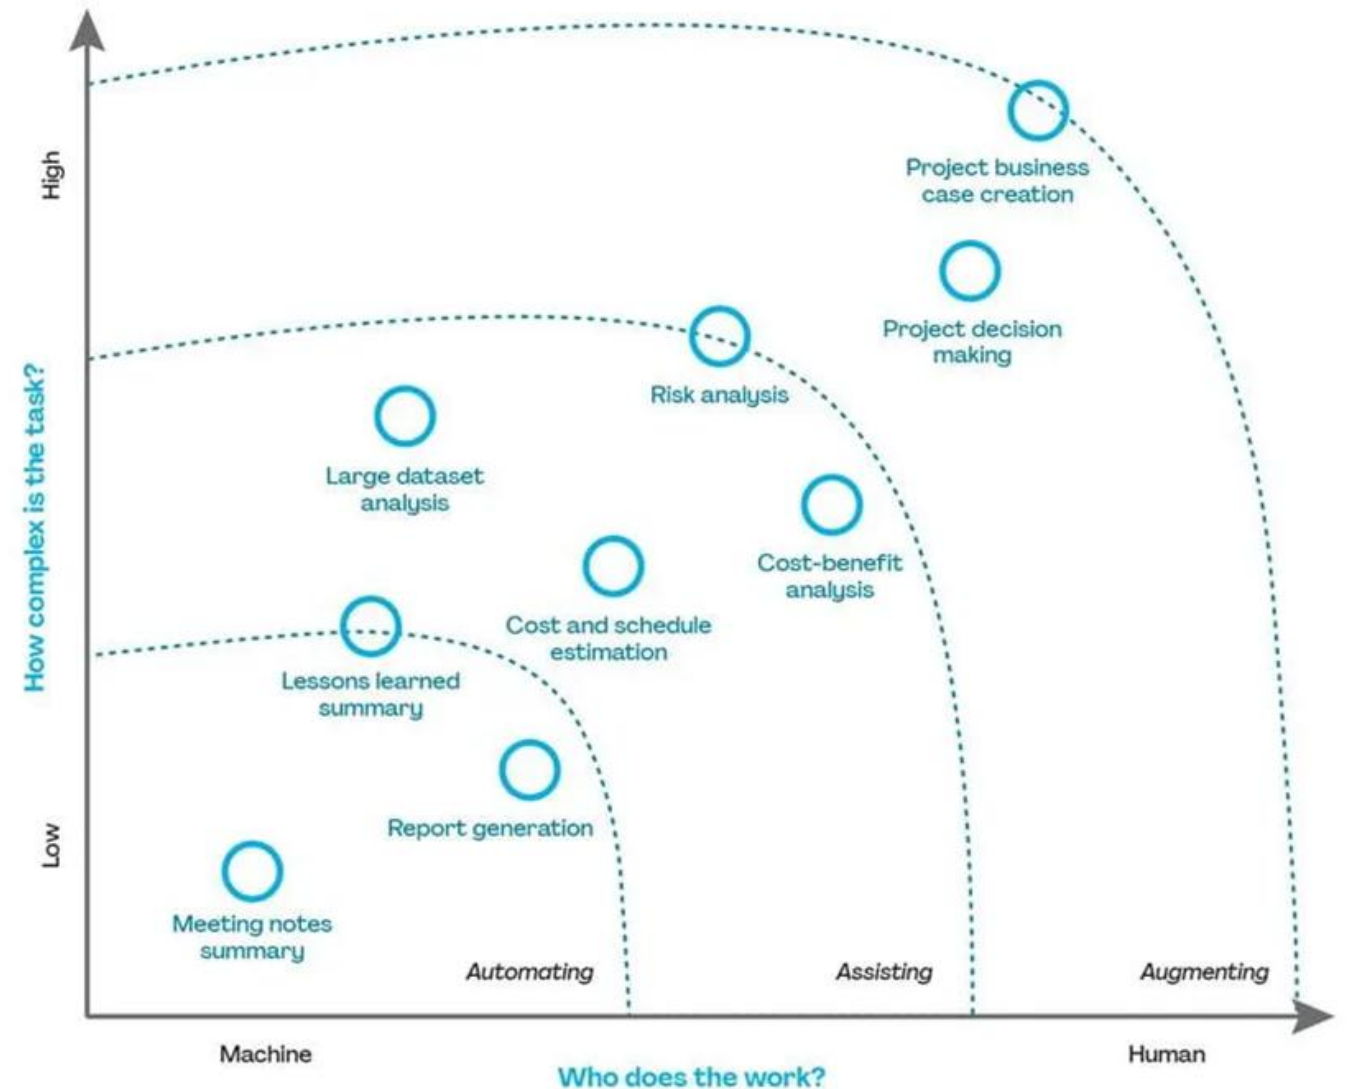 High
Low
How complex is the task?
Project business
case creation
Project decision
making
Risk analysis
Large dataset
analysis
Cost-benefit
analysis
Cost and schedule
estimation
Lessons learned
summary
Report generation
Meeting notes
summary
Automating
Assisting
Augmenting
Machine
Human
Who does the work?